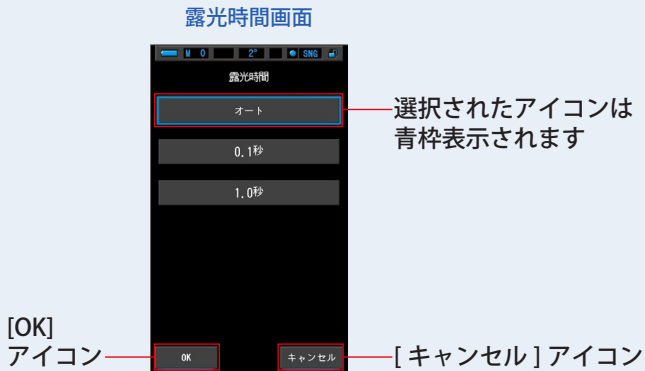 露光時間画面
M 0 2° SNG
露光時間
オート
選択されたアイコンは
青枠表示されます
0.1秒
1.0秒
[OK]
アイコン
OK
キャンセル
[ キャンセル ] アイコン